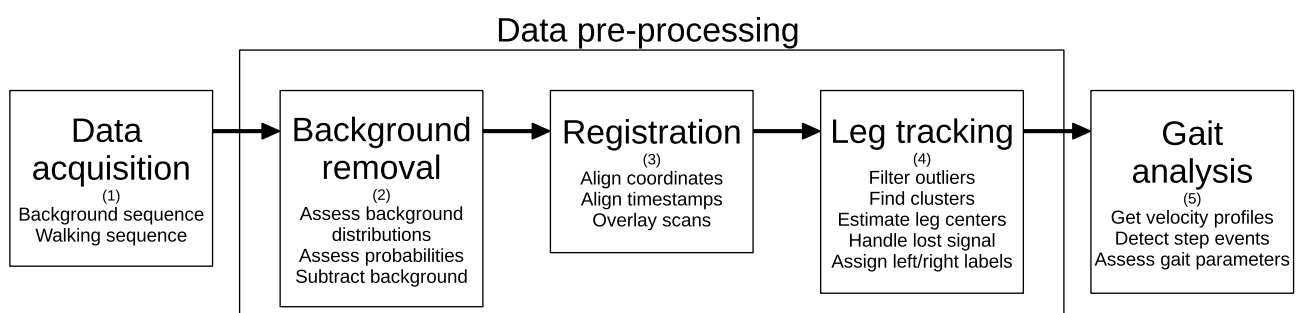 Data pre-processing
Data
acquisition
(1)
Background sequence
Walking sequence
Background
removal
(2)
Assess background
distributions
Assess probabilities
Subtract background
Registration
(3)
Align coordinates
Align timestamps
Overlay scans
Leg tracking
(4)
Filter outliers
Find clusters
Estimate leg centers
Handle lost signal
Assign left/right labels
Gait
analysis
(5)
Get velocity profiles
Detect step events
Assess gait parameters